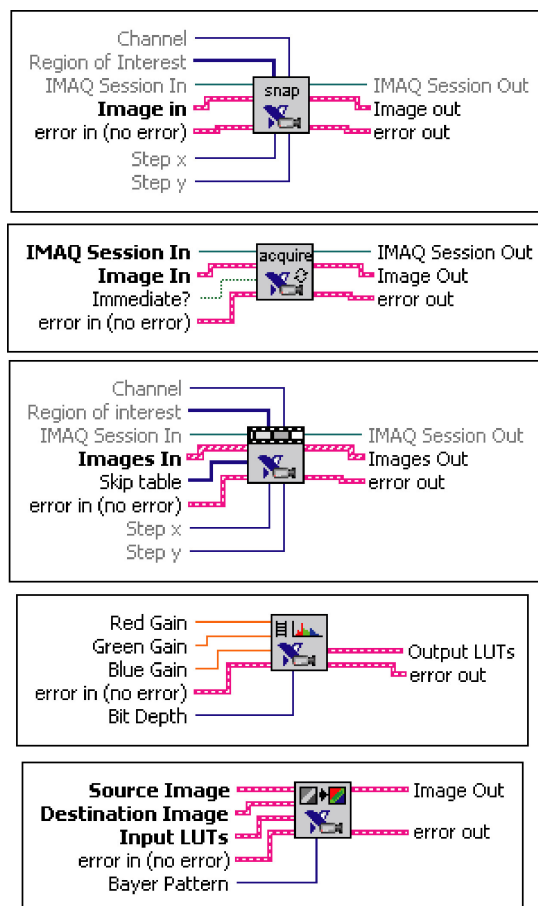 Channel
Region of Interest
IMAQ Session In
Image in
error in (no error)
Step x
Step y
snap
IMAQ Session Out
Image out
error out
IMAQ Session In
Image In
Immediate?
error in (no error)
acquire
IMAQ Session Out
Image Out
error out
Channel
Region of interest
IMAQ Session In
Images In
Skip table
error in (no error)
Step x
Step y
IMAQ Session Out
Images Out
error out
Red Gain
Green Gain
Blue Gain
error in (no error)
Bit Depth
Output LUTs
error out
Source Image
Destination Image
Input LUTs
error in (no error)
Bayer Pattern
Image Out
error out